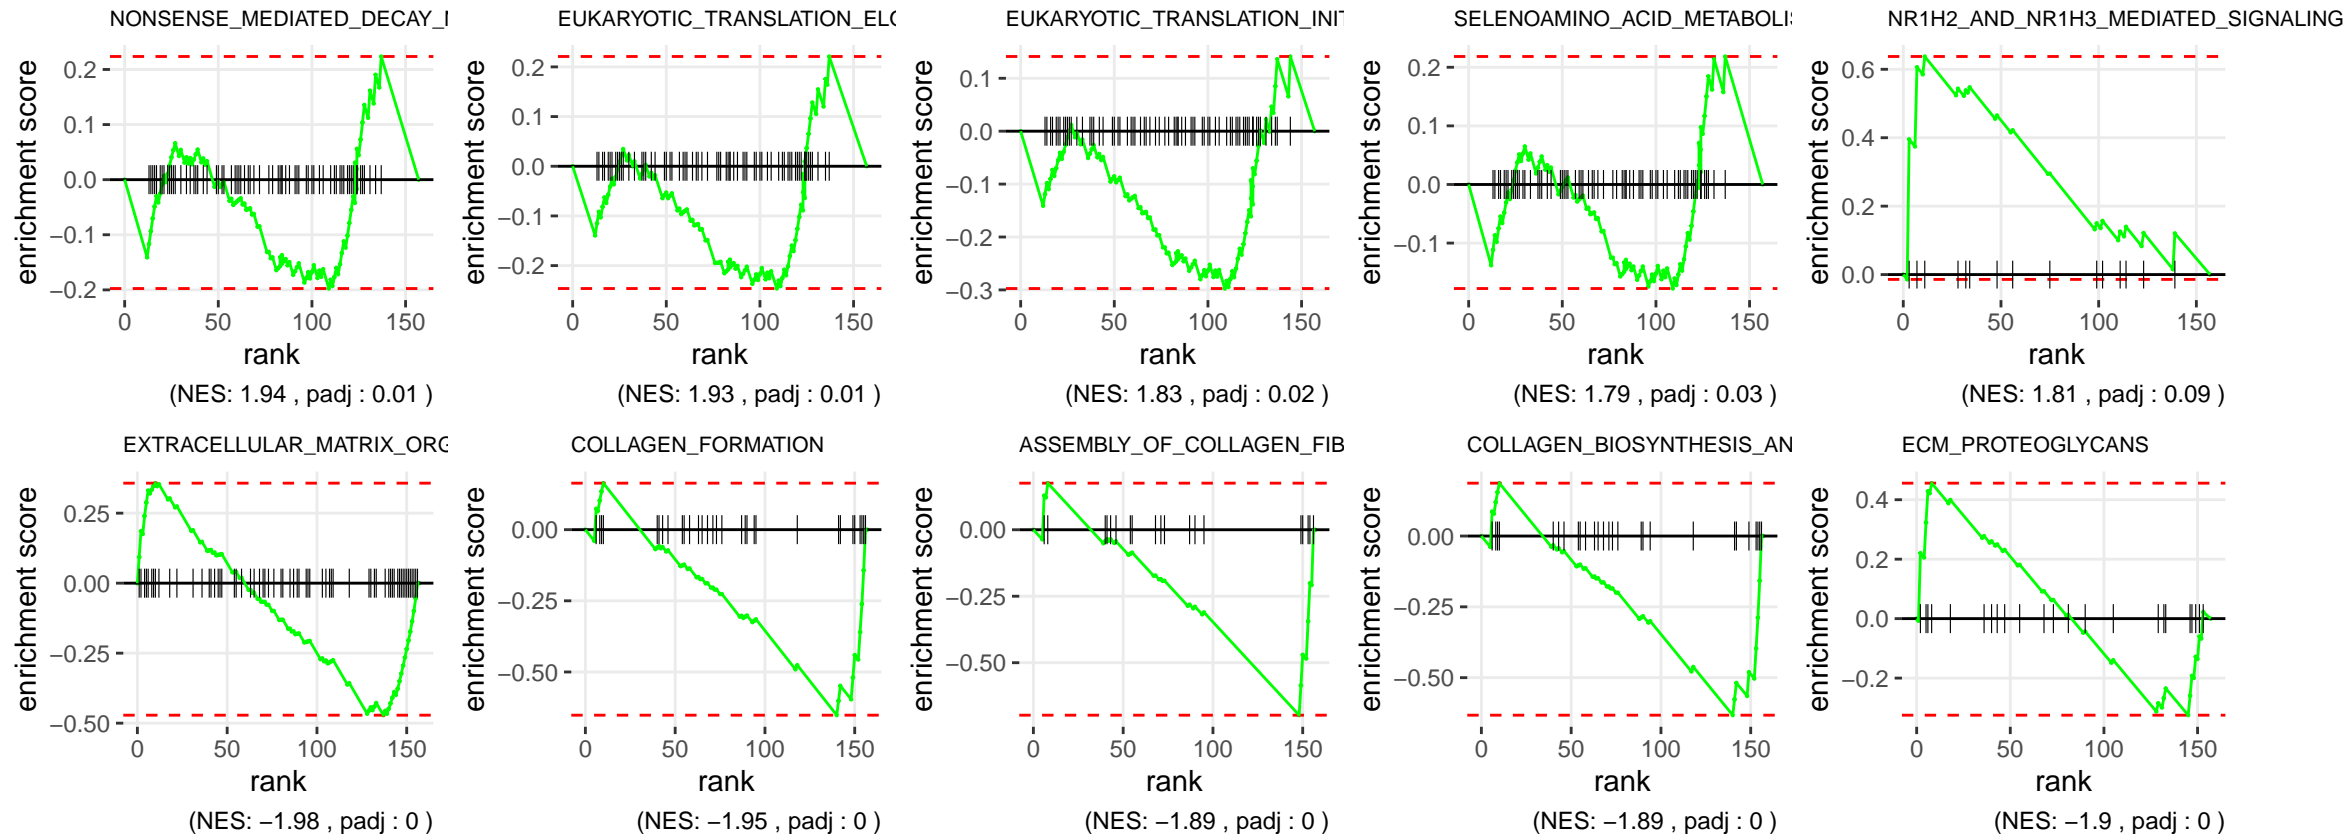 NONSENSE_MEDIATED_DECAY_I
EUKARYOTIC_TRANSLATION_ELO
EUKARYOTIC_TRANSLATION_INIT
SELENOAMINO_ACID_METABOLIS
NR1H2_AND_NR1H3_MEDIATED_SIGNALING
enrichment score
0.2
0.1
0.0
−0.1
−0.2
0
50
100
150
rank
(NES: 1.94 , padj : 0.01 )
enrichment score
0.2
0.1
0.0
−0.1
−0.2
0
50
100
150
rank
(NES: 1.93 , padj : 0.01 )
enrichment score
0.1
0.0
−0.1
−0.2
−0.3
0
50
100
150
rank
(NES: 1.83 , padj : 0.02 )
enrichment score
0.2
0.1
0.0
−0.1
0
50
100
150
rank
(NES: 1.79 , padj : 0.03 )
enrichment score
0.6
0.4
0.2
0.0
0
50
100
150
rank
(NES: 1.81 , padj : 0.09 )
EXTRACELLULAR_MATRIX_ORG
COLLAGEN_FORMATION
ASSEMBLY_OF_COLLAGEN_FIB
COLLAGEN_BIOSYNTHESIS_AN
ECM_PROTEOGLYCANS
enrichment score
0.25
0.00
−0.25
−0.50
0
50
100
150
rank
(NES: −1.98 , padj : 0 )
enrichment score
0.00
−0.25
−0.50
0
50
100
150
rank
(NES: −1.95 , padj : 0 )
enrichment score
0.00
−0.25
−0.50
0
50
100
150
rank
(NES: −1.89 , padj : 0 )
enrichment score
0.00
−0.25
−0.50
0
50
100
150
rank
(NES: −1.89 , padj : 0 )
enrichment score
0.4
0.2
0.0
−0.2
0
50
100
150
rank
(NES: −1.9 , padj : 0 )